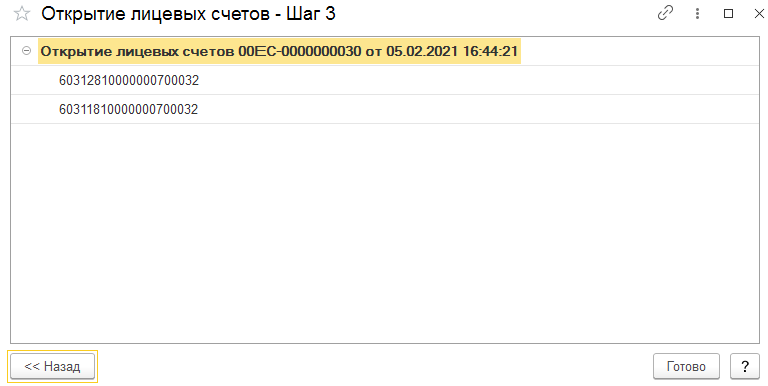 Открытие лицевых счетов - Шаг 3
Открытие лицевых счетов 00ЕС-0000000030 от 05.02.2021 16:44:21
60312810000000700032
60311810000000700032
<< Назад
Готово
?